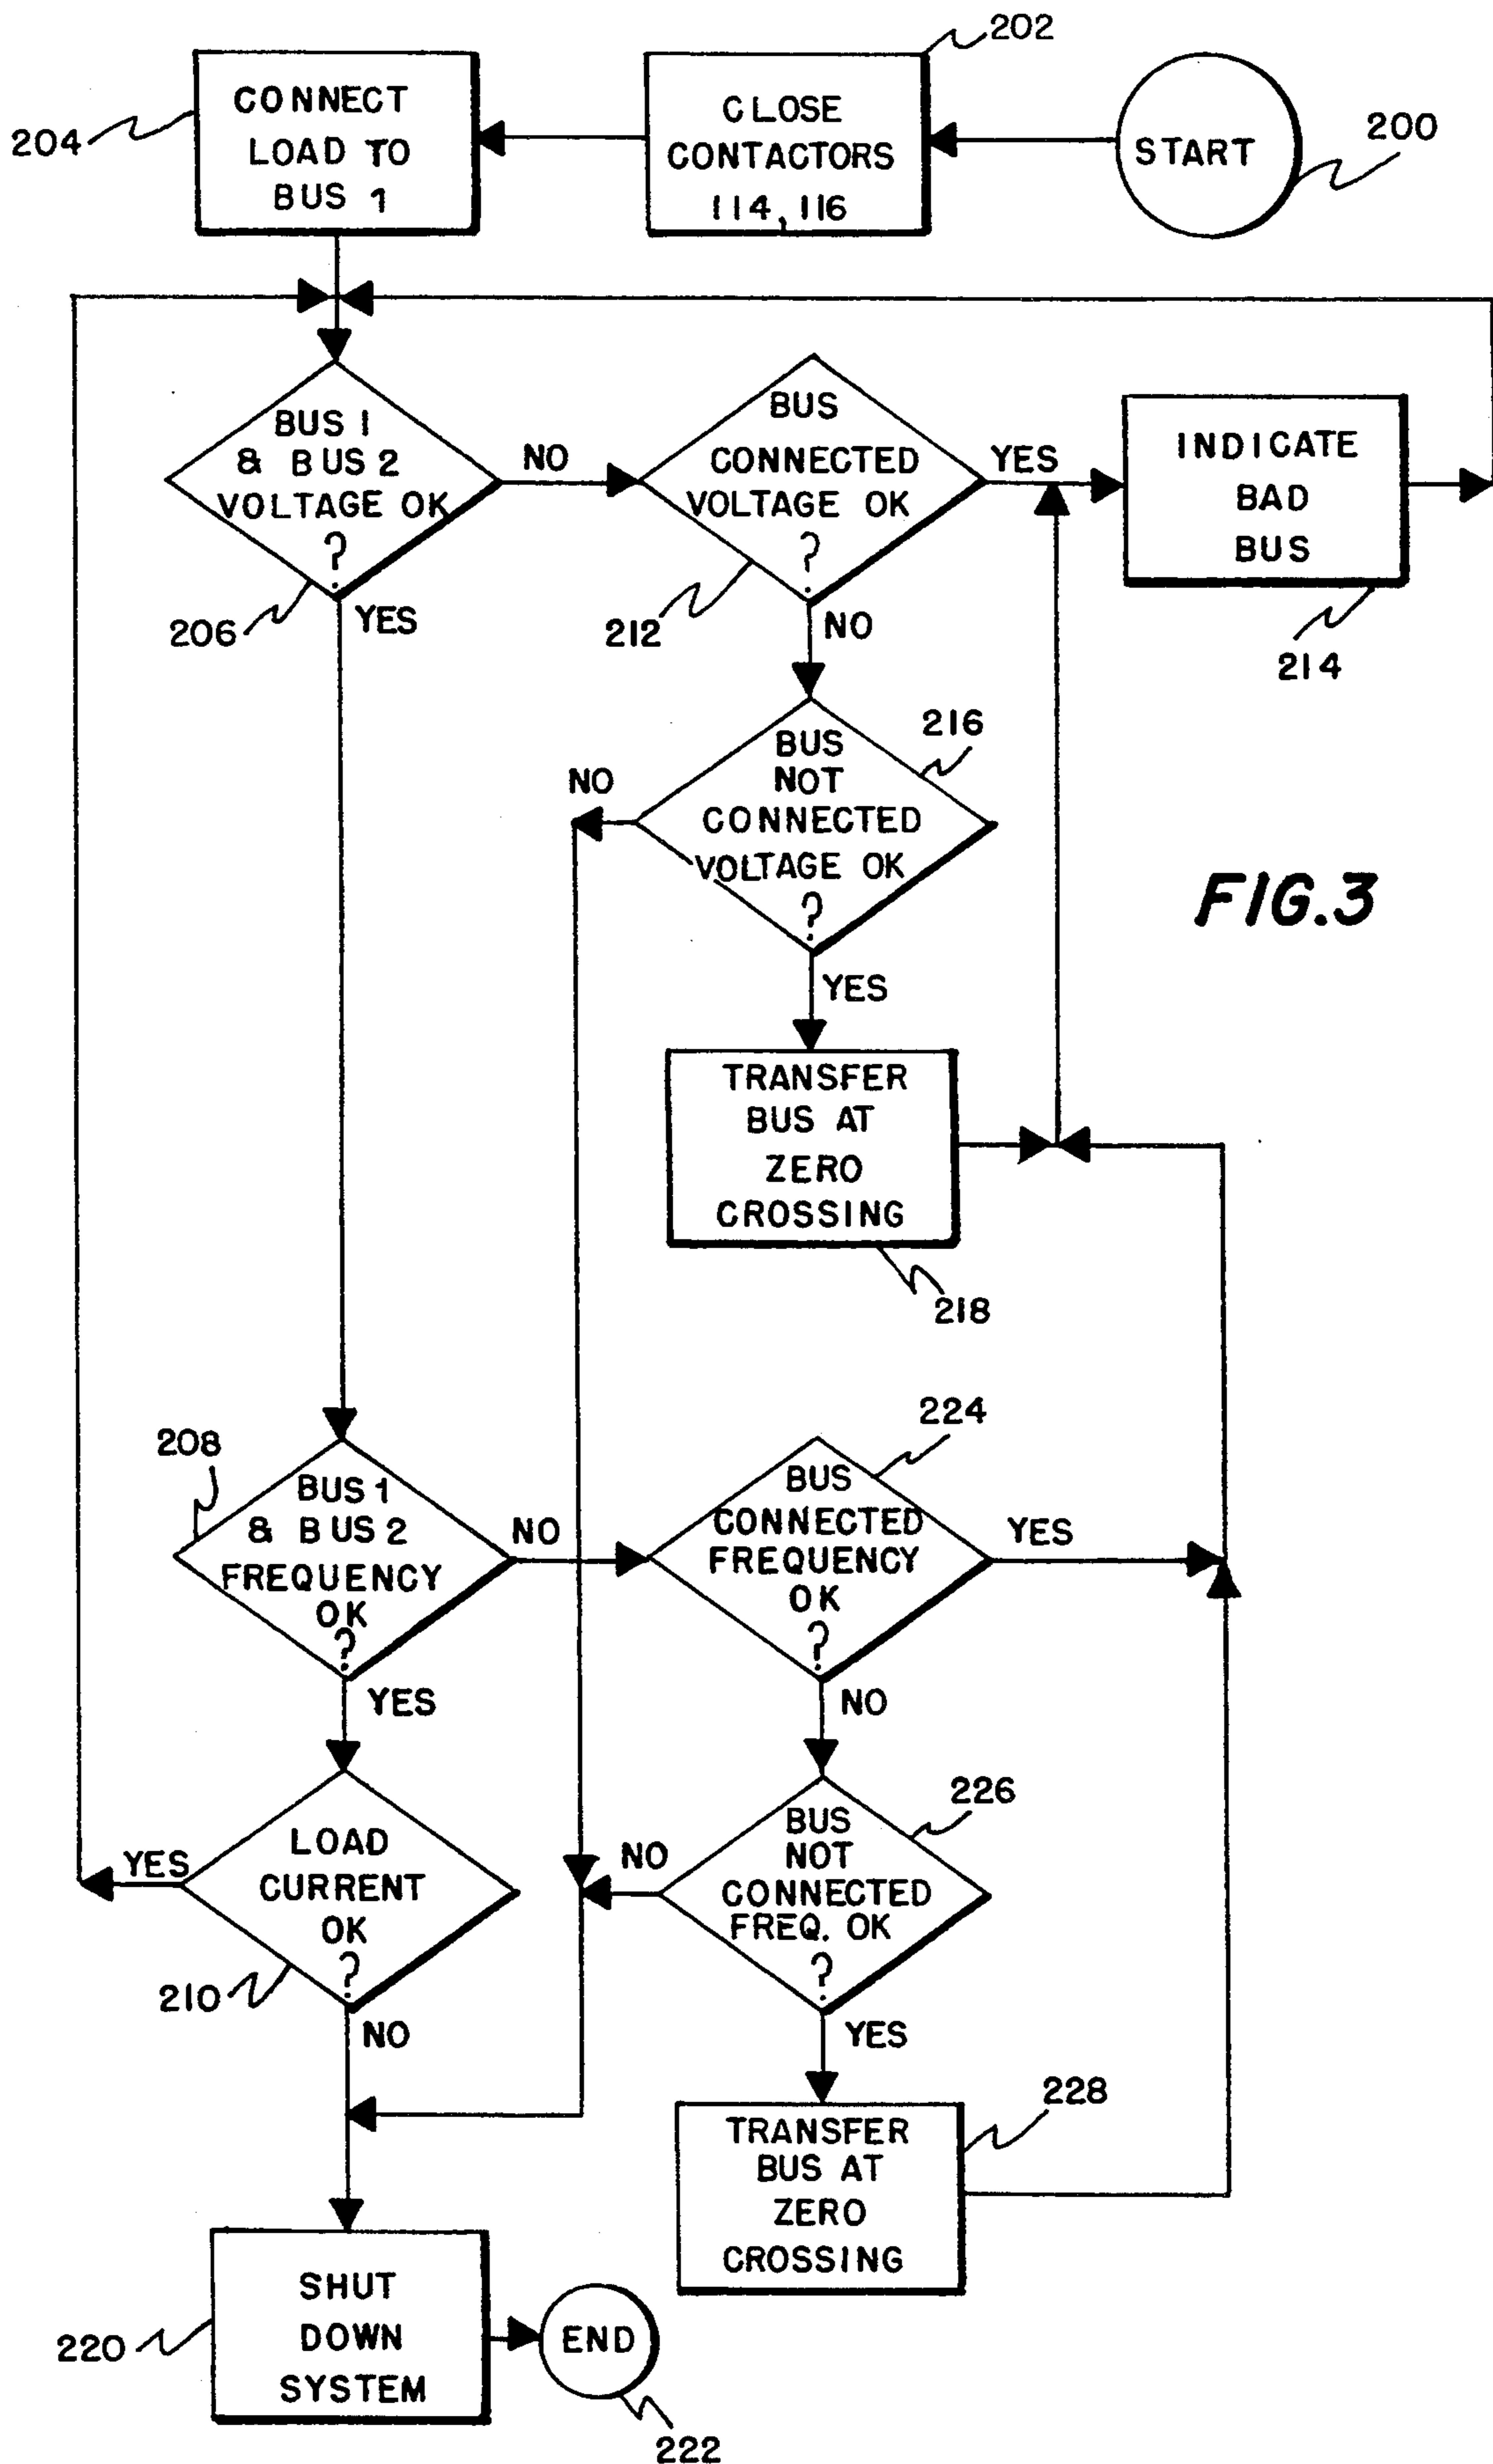 202
CONNECT
LOAD TO
BUS 1
204
CLOSE
CONTACTORS
114, 116
START
200
BUS 1
& BUS 2
VOLTAGE OK
?
206
YES
NO
BUS
CONNECTED
VOLTAGE OK
?
212
NO
YES
INDICATE
BAD
BUS
214
216
BUS
NOT
CONNECTED
VOLTAGE OK
?
NO
YES
FIG.3
TRANSFER
BUS AT
ZERO
CROSSING
218
208
BUS 1
& BUS 2
FREQUENCY
OK
?
NO
YES
224
BUS
CONNECTED
FREQUENCY
OK
?
YES
NO
LOAD
CURRENT
OK
?
YES
210
NO
226
BUS
NOT
CONNECTED
FREQ. OK
?
NO
YES
228
TRANSFER
BUS AT
ZERO
CROSSING
SHUT
DOWN
SYSTEM
220
END
222